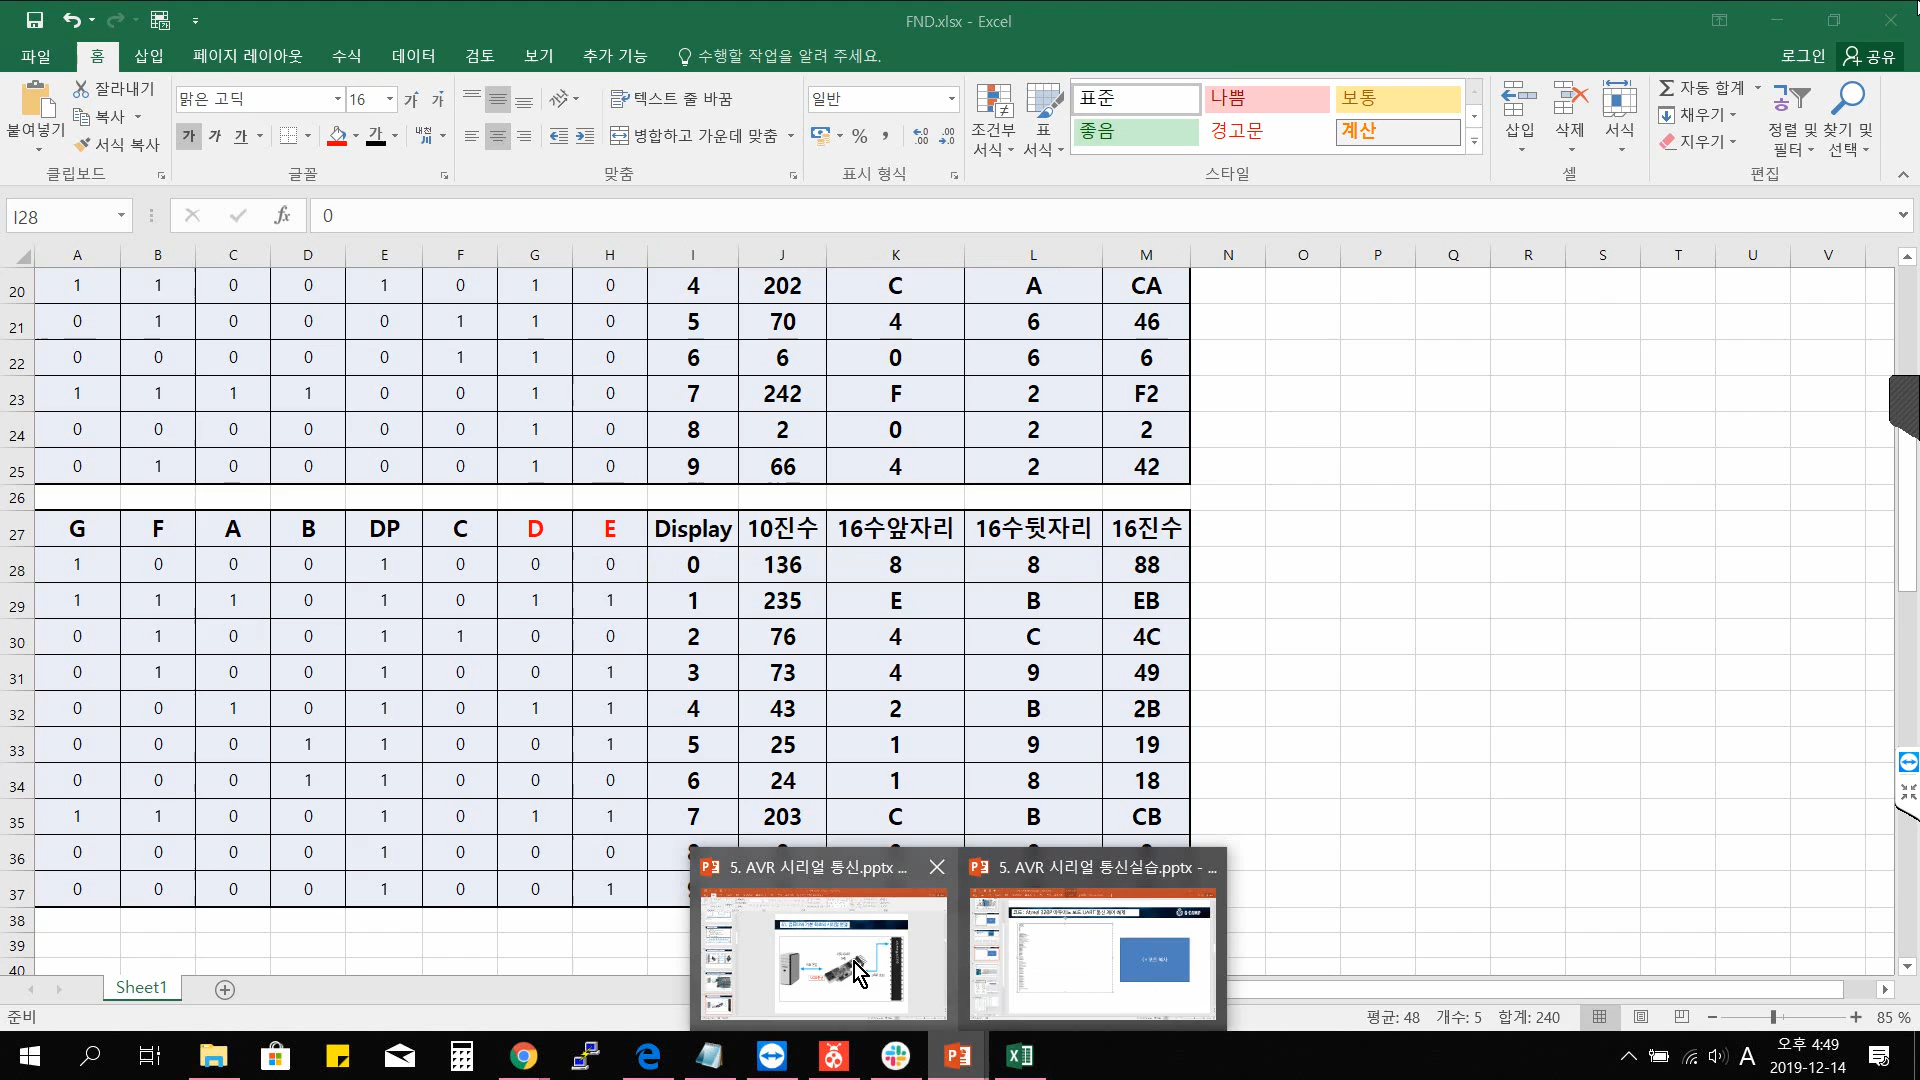 FND.xlsx - Excel
파일 홈 삽입 페이지 레이아웃 수식 데이터 검토 보기 추가 기능 수행할 작업을 알려 주세요. 로그인 공유
붙여넣기 잘라내기 복사 서식 복사 클립보드
맑은 고딕 16 가 가 가 가 가 가 내천 글꼴
텍스트 줄 바꿈 병합하고 가운데 맞춤 맞춤
일반 % 표시 형식
조건부 서식 표 서식 표준 나쁨 보통 좋음 경고문 계산 스타일
삽입 삭제 서식 셀
자동 합계 채우기 지우기 정렬 및 필터 찾기 및 선택 편집
I28 fx 0
A B C D E F G H I J K L M N O P Q R S T U V
20 1 1 0 0 1 0 1 0 4 202 C A CA
21 0 1 0 0 0 1 1 0 5 70 4 6 46
22 0 0 0 0 0 1 1 0 6 6 0 6 6
23 1 1 1 1 0 0 1 0 7 242 F 2 F2
24 0 0 0 0 0 0 1 0 8 2 0 2 2
25 0 1 0 0 0 0 1 0 9 66 4 2 42
26
27 G F A B DP C D E Display 10진수 16수앞자리 16수뒷자리 16진수
28 1 0 0 0 1 0 0 0 0 136 8 8 88
29 1 1 1 0 1 0 1 1 1 235 E B EB
30 0 1 0 0 1 1 0 0 2 76 4 C 4C
31 0 1 0 0 1 0 0 1 3 73 4 9 49
32 0 0 1 0 1 0 1 1 4 43 2 B 2B
33 0 0 0 1 1 0 0 1 5 25 1 9 19
34 0 0 0 1 1 0 0 0 6 24 1 8 18
35 1 1 0 0 1 0 1 1 7 203 C B CB
36 0 0 0 0 1 0 0 0
37 0 0 0 0 1 0 0 1
38
39
40
5. AVR 시리얼 통신.pptx ...
5. AVR 시리얼 통신실습.pptx - ...
Sheet1
준비 평균: 48 개수: 5 합계: 240 85 %
A 오후 4:49
2019-12-14